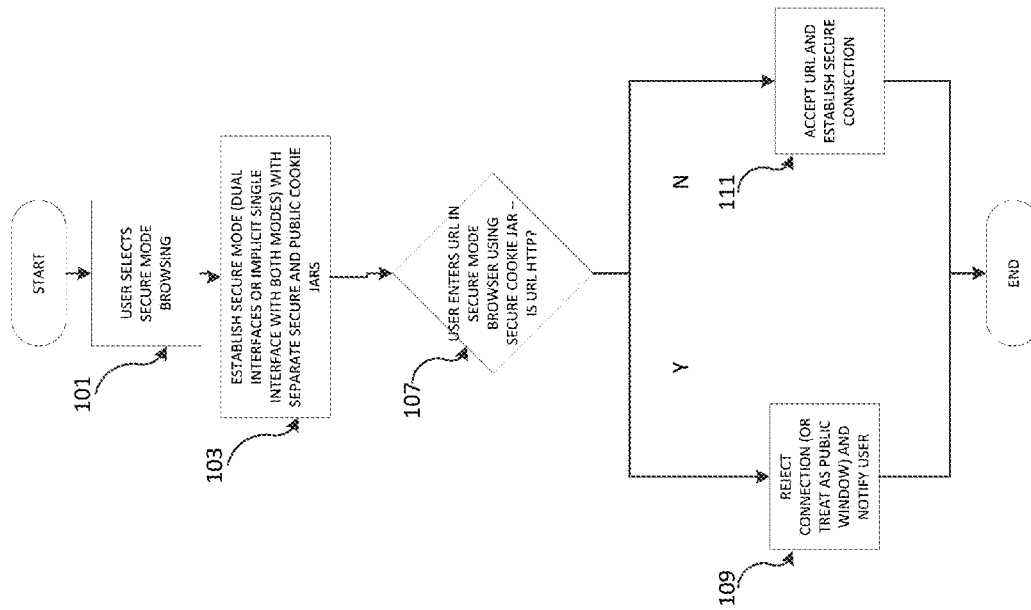 START
USER SELECTS
SECURE MODE
BROWSING
101
ESTABLISH SECURE MODE (DUAL
INTERFACES OR IMPLICIT SINGLE
INTERFACE WITH BOTH MODES) WITH
SEPARATE SECURE AND PUBLIC COOKIE
JARS
103
USER ENTERS URL IN
SECURE MODE
BROWSER USING
SECURE COOKIE JAR –
IS URL HTTP?
107
Y
N
REJECT
CONNECTION (OR
TREAT AS PUBLIC
WINDOW) AND
NOTIFY USER
109
ACCEPT URL AND
ESTABLISH SECURE
CONNECTION
111
END